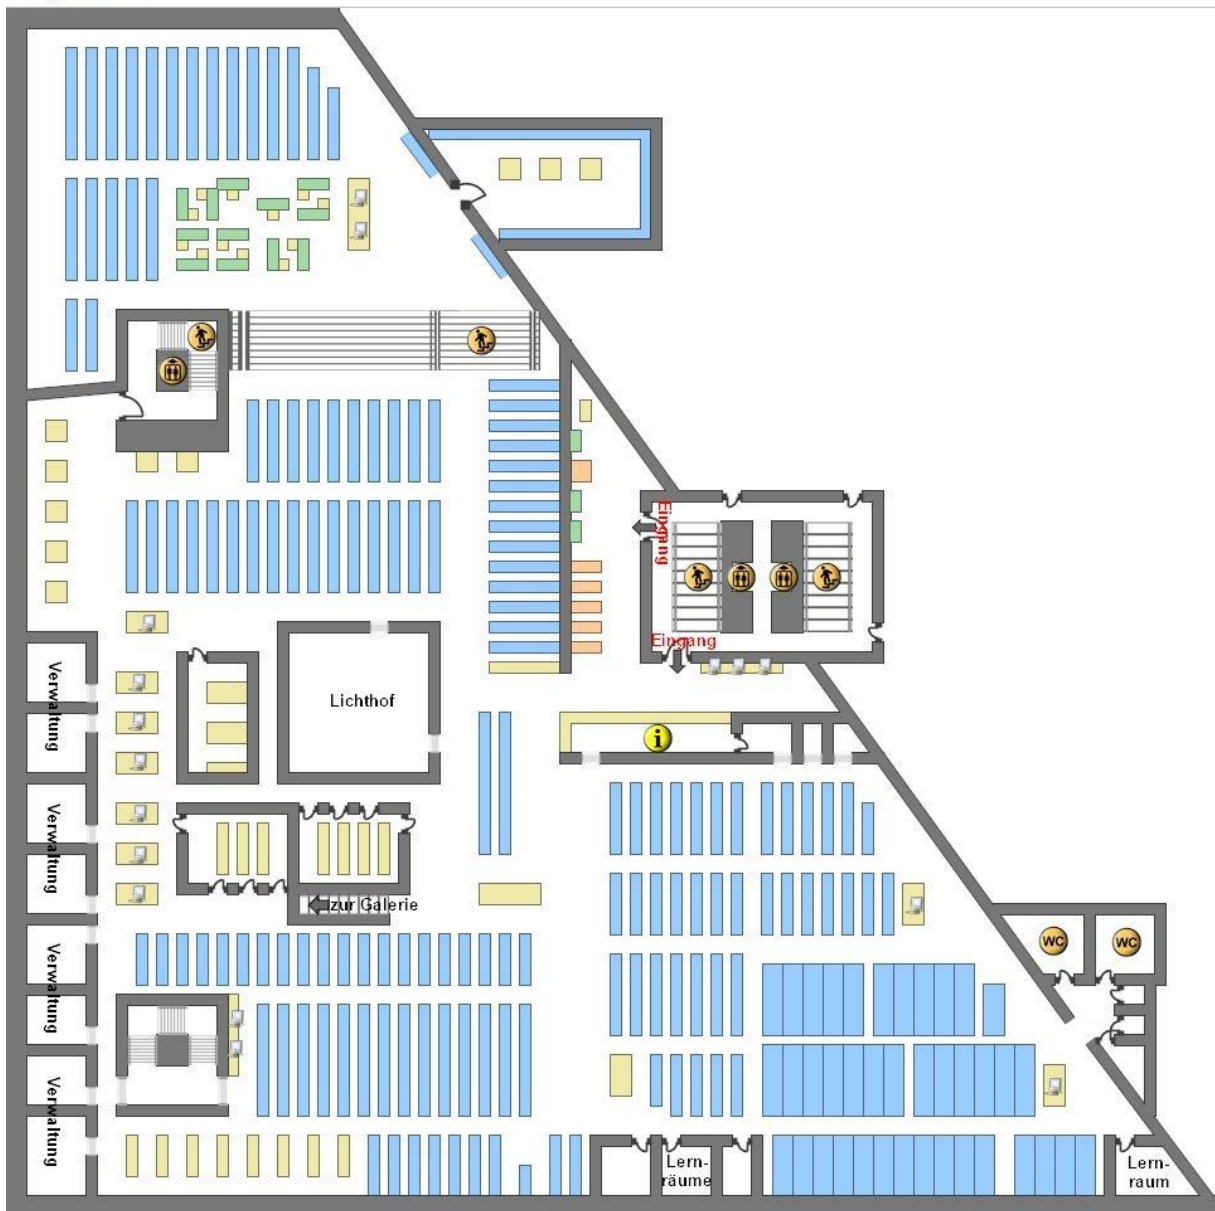 Eingang
Eingang
Verwaltung
Lichthof
i
Verwaltung
zur Galerie
WC
WC
Verwaltung
Verwaltung
Lern-
räume
Lern-
raum